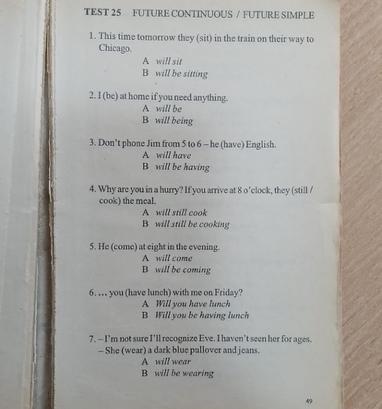 TEST 25 FUTURE CONTINUOUS / FUTURE SIMPLE
1. This time tomorrow they (sit) in the train on their way to
Chicago.
A will sit
B will be sitting
2. I (be) at home if you need anything.
A will be
B will being
3. Don't phone Jim from 5 to 6 – he (have) English.
A will have
B will be having
4. Why are you in a hurry? If you arrive at 8 o'clock, they (still /
cook) the meal.
A will still cook
B will still be cooking
5. He (come) at eight in the evening.
A will come
B will be coming
6. .... you (have lunch) with me on Friday?
A Will you have lunch
B Will you be having lunch
7. – I'm not sure I'll recognize Eve. I haven't seen her for ages.
– She (wear) a dark blue pullover and jeans.
A will wear
B will be wearing
49